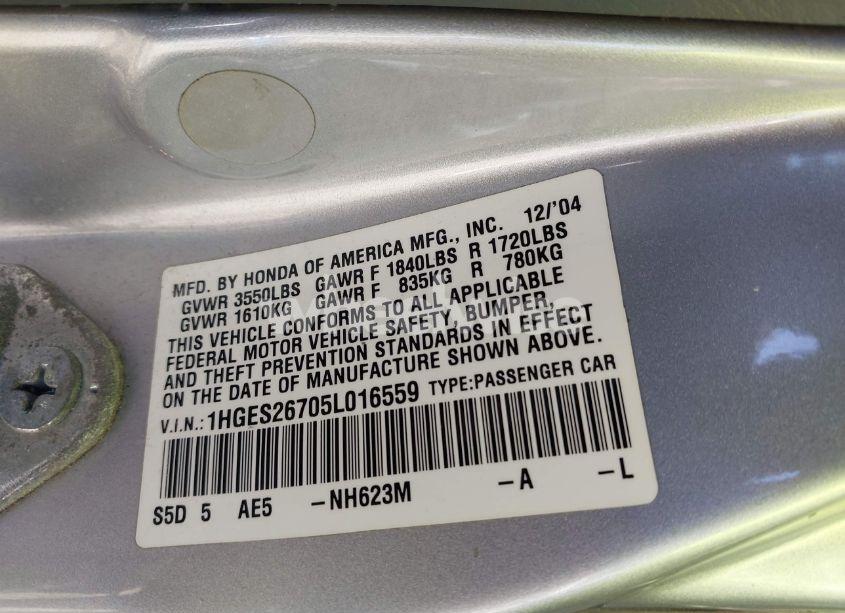 MFD. BY HONDA OF AMERICA MFG., INC. 12/'04
GVWR 3550LBS GAWR F 1840LBS R 1720LBS
GVWR 1610KG GAWR F 835KG R 780KG
THIS VEHICLE CONFORMS TO ALL APPLICABLE
FEDERAL MOTOR VEHICLE SAFETY, BUMPER,
AND THEFT PREVENTION STANDARDS IN EFFECT
ON THE DATE OF MANUFACTURE SHOWN ABOVE.
V.I.N.: 1HGES26705L016559 TYPE:PASSENGER CAR
S5D 5 AE5 -NH623M -A -L